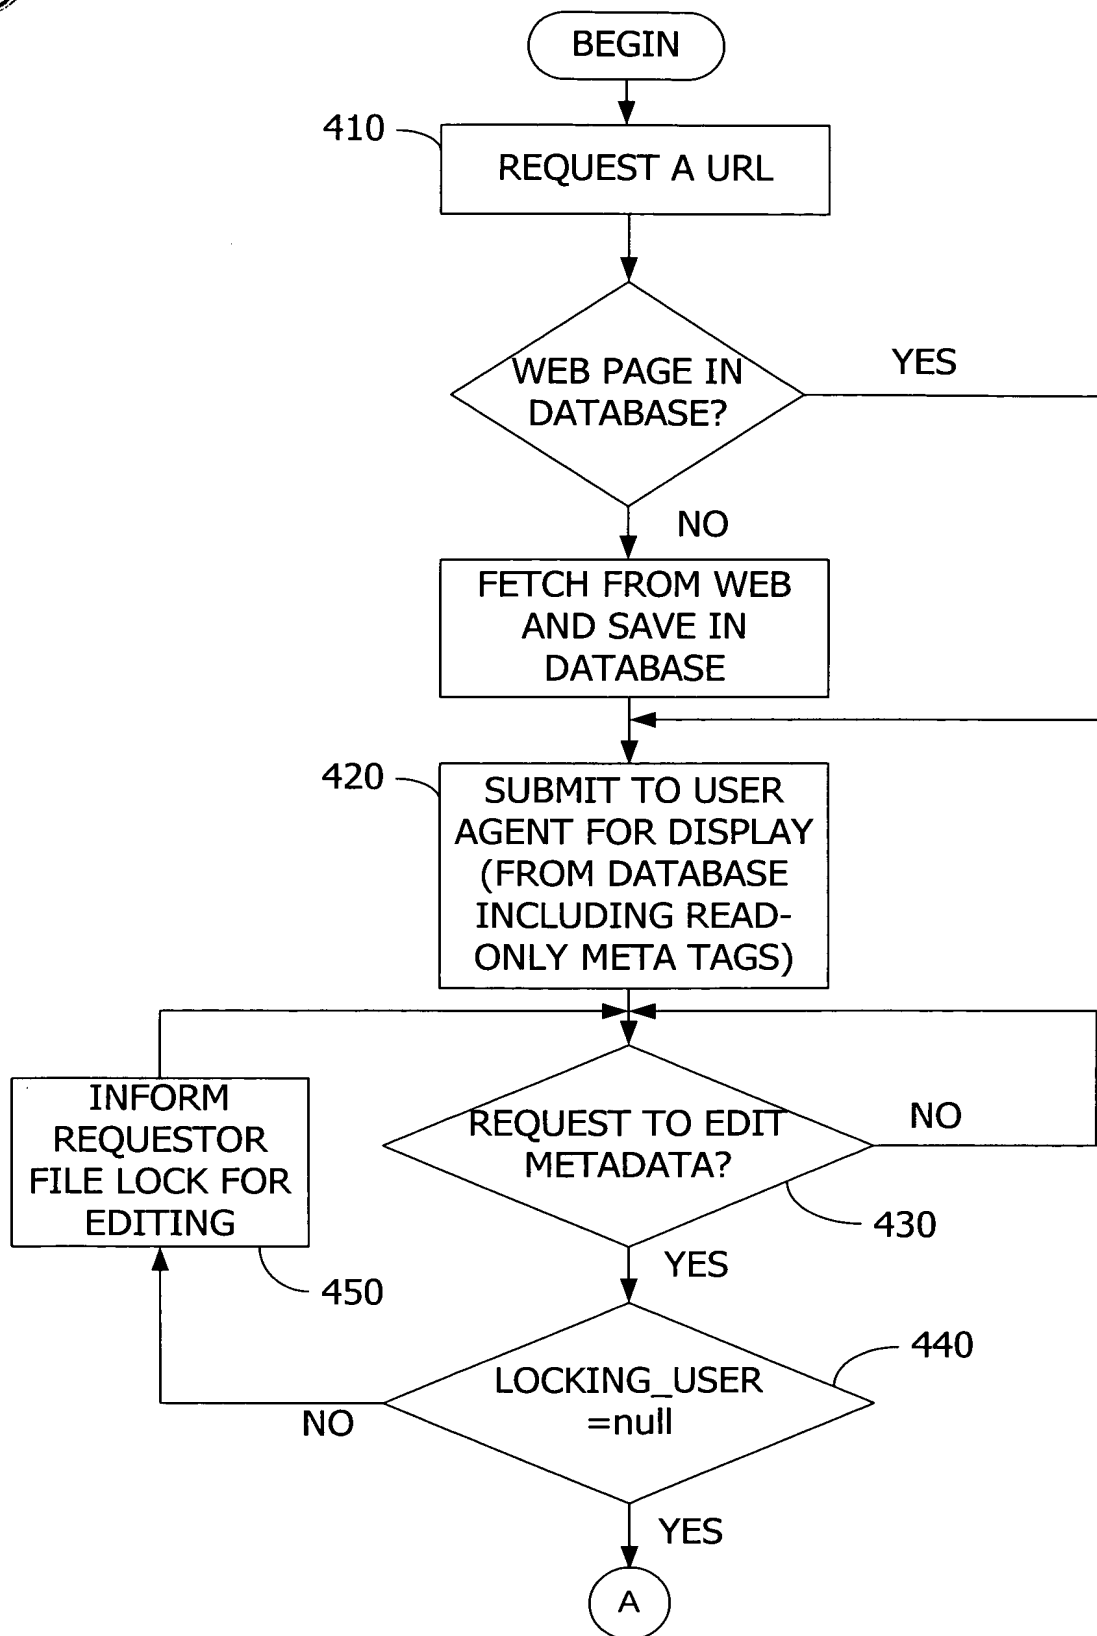 BEGIN
410
REQUEST A URL
WEB PAGE IN
DATABASE?
YES
NO
FETCH FROM WEB
AND SAVE IN
DATABASE
420
SUBMIT TO USER
AGENT FOR DISPLAY
(FROM DATABASE
INCLUDING READ-
ONLY META TAGS)
INFORM
REQUESTOR
FILE LOCK FOR
EDITING
450
REQUEST TO EDIT
METADATA?
NO
430
YES
LOCKING_USER
=null
440
NO
YES
A